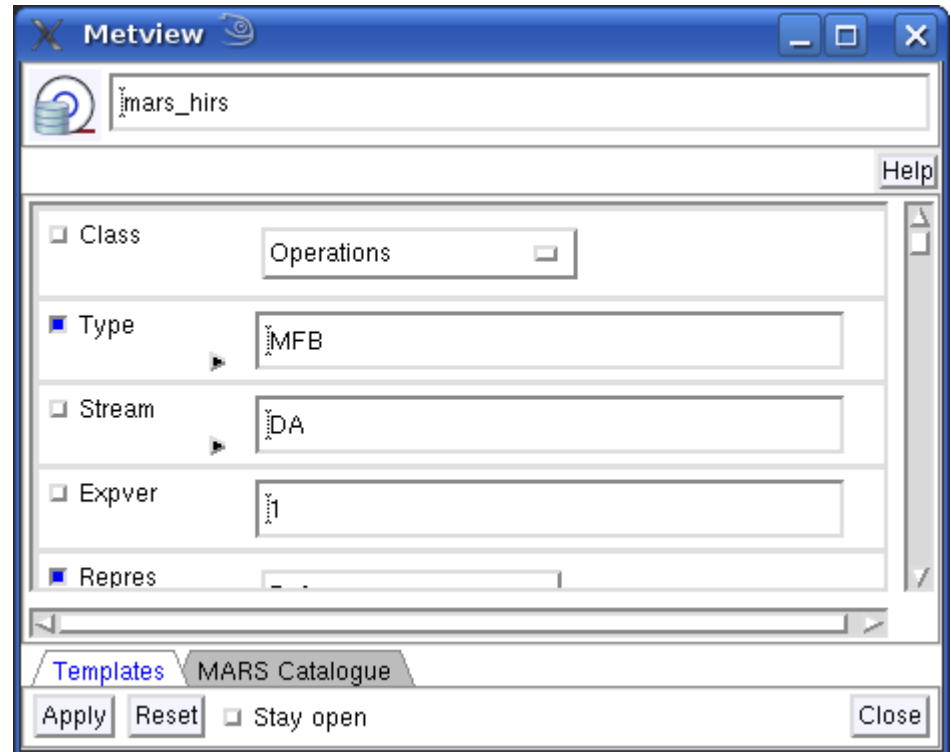 Metview
mars_hirs
Help
Class
Operations
Type
MFB
Stream
DA
Expver
1
Repres
Templates MARS Catalogue
Apply Reset Stay open Close